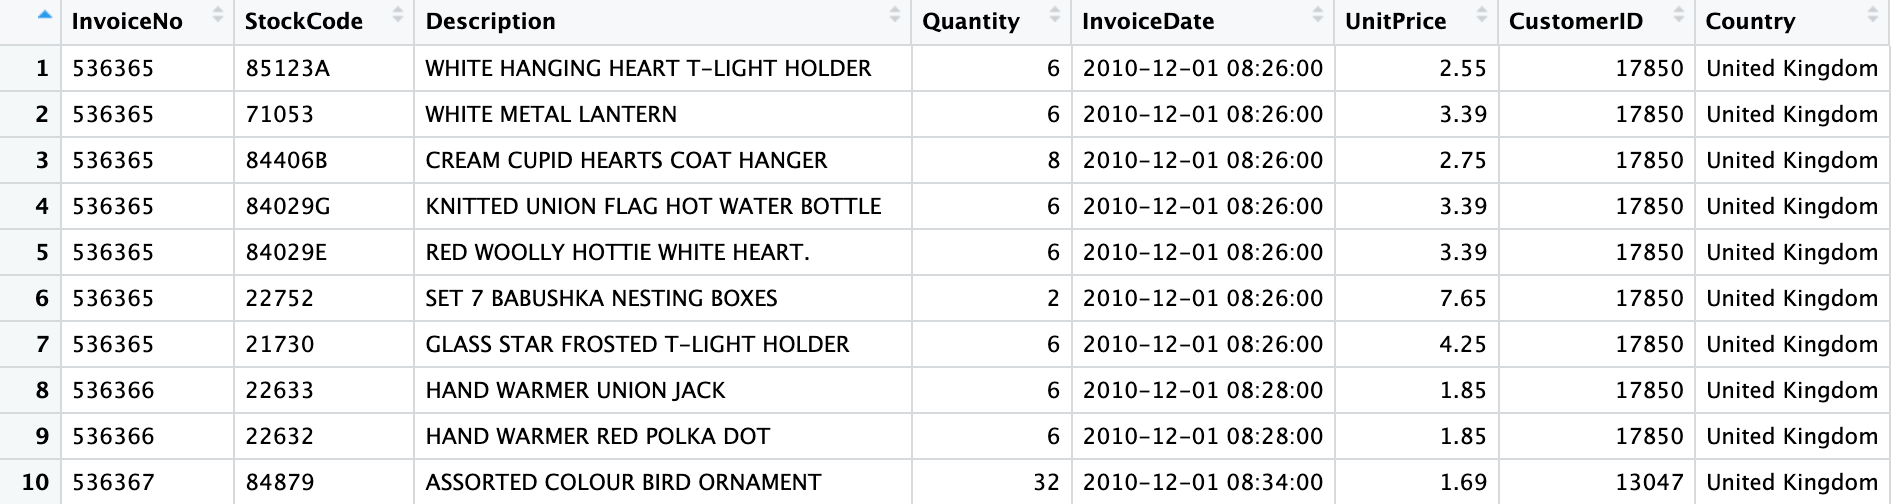 InvoiceNo StockCode Description Quantity InvoiceDate UnitPrice CustomerID Country
1 536365 85123A WHITE HANGING HEART T-LIGHT HOLDER 6 2010-12-01 08:26:00 2.55 17850 United Kingdom
2 536365 71053 WHITE METAL LANTERN 6 2010-12-01 08:26:00 3.39 17850 United Kingdom
3 536365 84406B CREAM CUPID HEARTS COAT HANGER 8 2010-12-01 08:26:00 2.75 17850 United Kingdom
4 536365 84029G KNITTED UNION FLAG HOT WATER BOTTLE 6 2010-12-01 08:26:00 3.39 17850 United Kingdom
5 536365 84029E RED WOOLLY HOTTIE WHITE HEART. 6 2010-12-01 08:26:00 3.39 17850 United Kingdom
6 536365 22752 SET 7 BABUSHKA NESTING BOXES 2 2010-12-01 08:26:00 7.65 17850 United Kingdom
7 536365 21730 GLASS STAR FROSTED T-LIGHT HOLDER 6 2010-12-01 08:26:00 4.25 17850 United Kingdom
8 536366 22633 HAND WARMER UNION JACK 6 2010-12-01 08:28:00 1.85 17850 United Kingdom
9 536366 22632 HAND WARMER RED POLKA DOT 6 2010-12-01 08:28:00 1.85 17850 United Kingdom
10 536367 84879 ASSORTED COLOUR BIRD ORNAMENT 32 2010-12-01 08:34:00 1.69 13047 United Kingdom